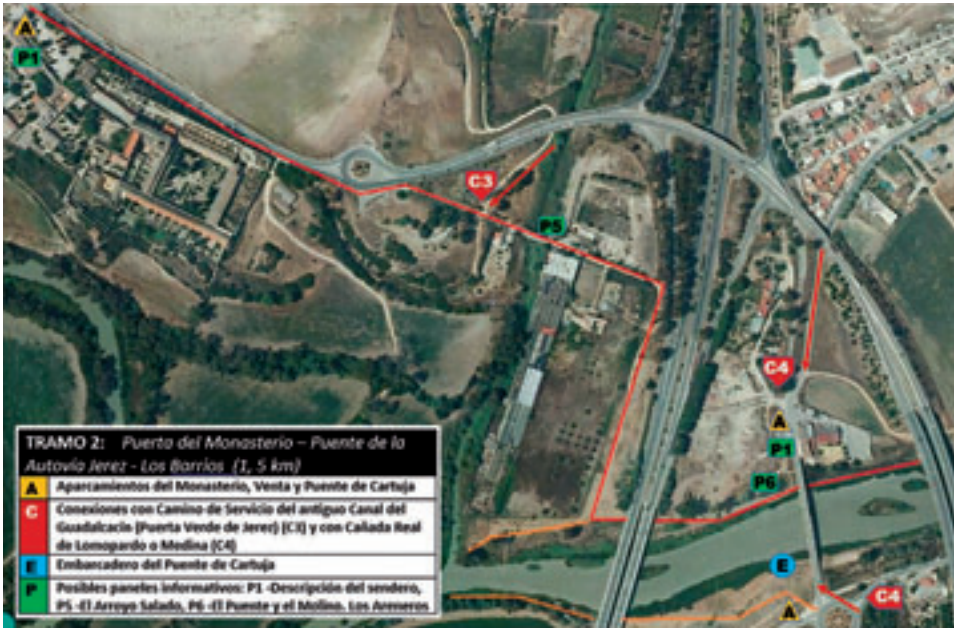 A
P1
C3
P5
C4
A
P1
P6
E
C4
A
TRAMO 2: Puerta del Monasterio – Puente de la
Autovía Jerez - Los Barrios (1, 5 km)
A Aparcamientos del Monasterio, Venta y Puente de Cartuja
C Conexiones con Camino de Servicio del antiguo Canal del
Guadalcacín (Puerta Verde de Jerez) (C3) y con Cañada Real
de Lomopardo o Medina (C4)
E Embarcadero del Puente de Cartuja
P Posibles paneles informativos: P1 -Descripción del sendero,
P5 -El Arroyo Salado, P6 -El Puente y el Molino. Los Areneros